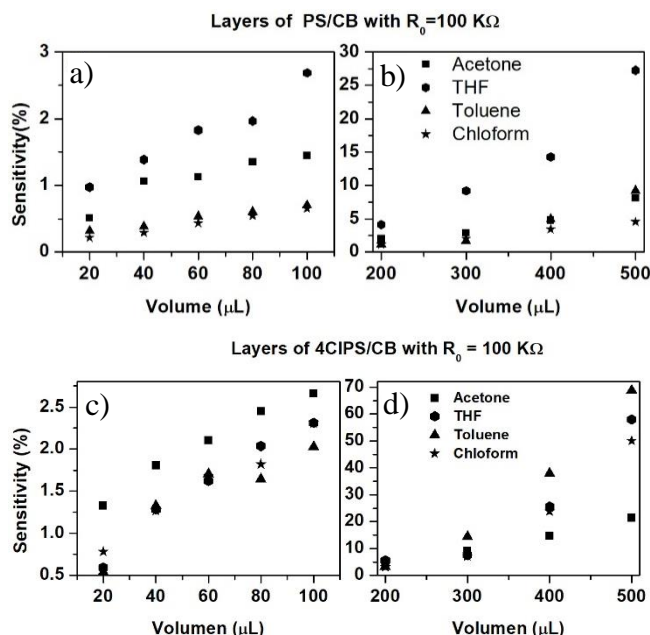 Layers of PS/CB with R0=100 KΩ
a)
b)
Acetone
THF
Toluene
Chloform
Sensitivity(%)
3
2
1
0
20 40 60 80 100
Volume (µL)
30
25
20
15
10
5
0
200 300 400 500
Volume (µL)
Layers of 4ClPS/CB with R0 = 100 KΩ
c)
d)
Acetone
THF
Toluene
Chloform
Sensitivity (%)
2.5
2.0
1.5
1.0
0.5
20 40 60 80 100
Volumen (µL)
70
60
50
40
30
20
10
0
200 300 400 500
Volumen (µL)